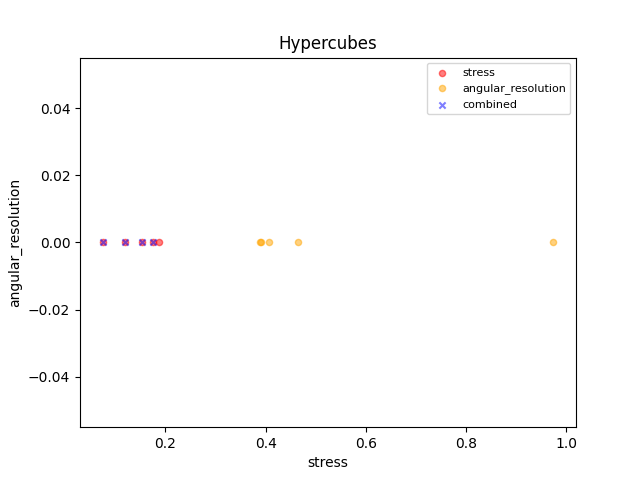 Hypercubes
stress
angular_resolution
combined
angular_resolution
0.04
0.02
0.00
−0.02
−0.04
0.2
0.4
0.6
0.8
1.0
stress